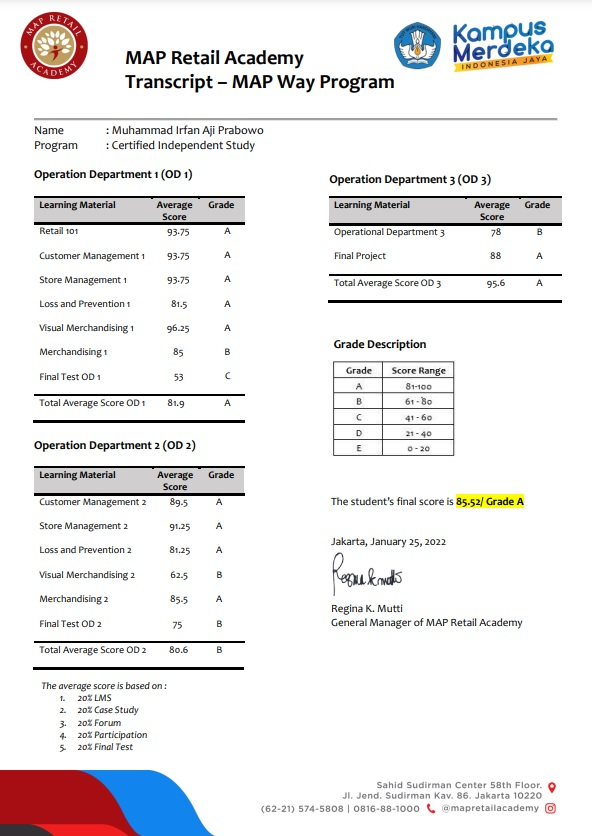 MAP RETAIL
ACADEMY
Kampus
Merdeka
INDONESIA JAYA
MAP Retail Academy
Transcript – MAP Way Program
Name : Muhammad Irfan Aji Prabowo
Program : Certified Independent Study
Operation Department 1 (OD 1)
Learning Material Average Score Grade
Retail 101 93.75 A
Customer Management 1 93.75 A
Store Management 1 93.75 A
Loss and Prevention 1 81.5 A
Visual Merchandising 1 96.25 A
Merchandising 1 85 B
Final Test OD 1 53 C
Total Average Score OD 1 81.9 A
Operation Department 2 (OD 2)
Learning Material Average Score Grade
Customer Management 2 89.5 A
Store Management 2 91.25 A
Loss and Prevention 2 81.25 A
Visual Merchandising 2 62.5 B
Merchandising 2 85.5 A
Final Test OD 2 75 B
Total Average Score OD 2 80.6 B
The average score is based on :
1. 20% LMS
2. 20% Case Study
3. 20% Forum
4. 20% Participation
5. 20% Final Test
Operation Department 3 (OD 3)
Learning Material Average Score Grade
Operational Department 3 78 B
Final Project 88 A
Total Average Score OD 3 95.6 A
Grade Description
Grade Score Range
A 81-100
B 61 - 80
C 41 - 60
D 21 - 40
E 0 - 20
The student's final score is 85.52/ Grade A
Jakarta, January 25, 2022
Regina K. Mutti
General Manager of MAP Retail Academy
Sahid Sudirman Center 58th Floor.
Jl. Jend. Sudirman Kav. 86. Jakarta 10220
(62-21) 574-5808 | 0816-88-1000 @mapretailacademy